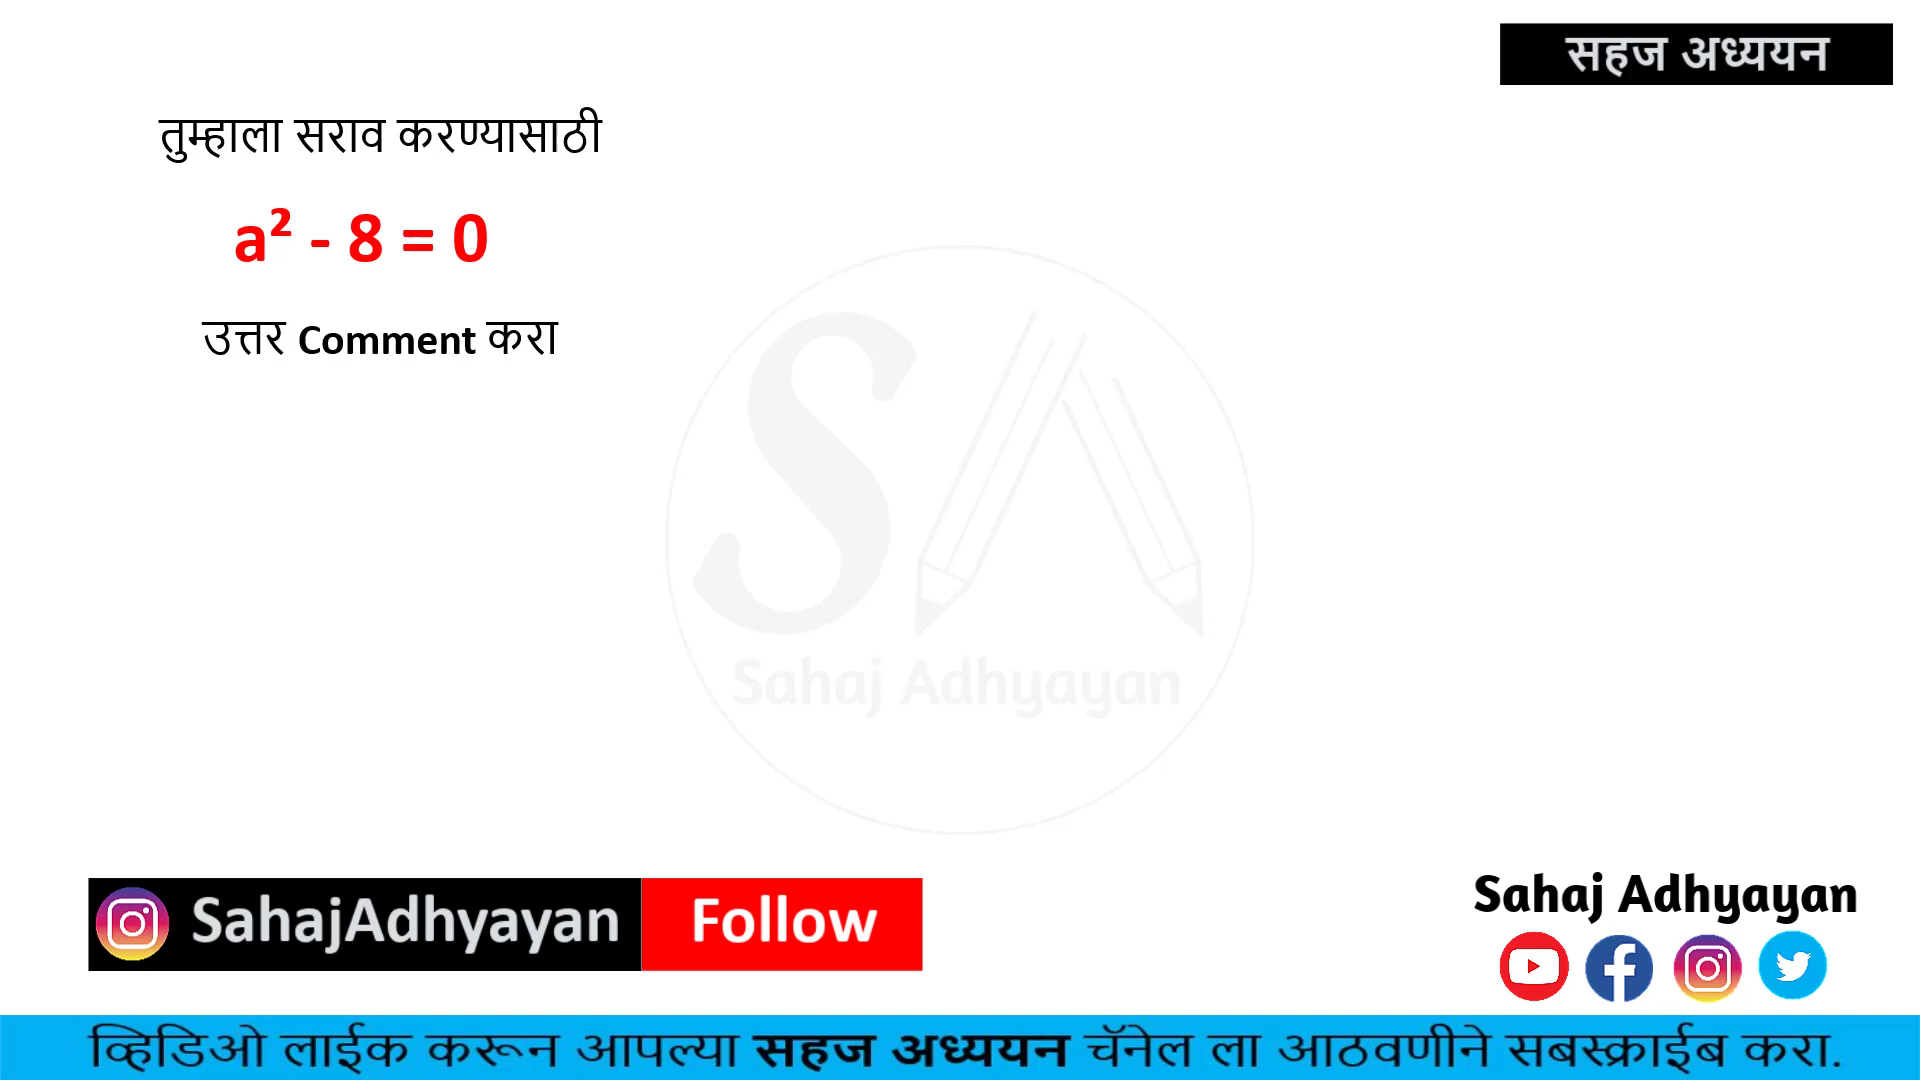 सहज अध्ययन
तुम्हाला सराव करण्यासाठी
a² - 8 = 0
उत्तर Comment करा
Sahaj Adhyayan
SahajAdhyayan Follow
Sahaj Adhyayan
व्हिडिओ लाईक करून आपल्या सहज अध्ययन चॅनेल ला आठवणीने सबस्क्राईब करा.